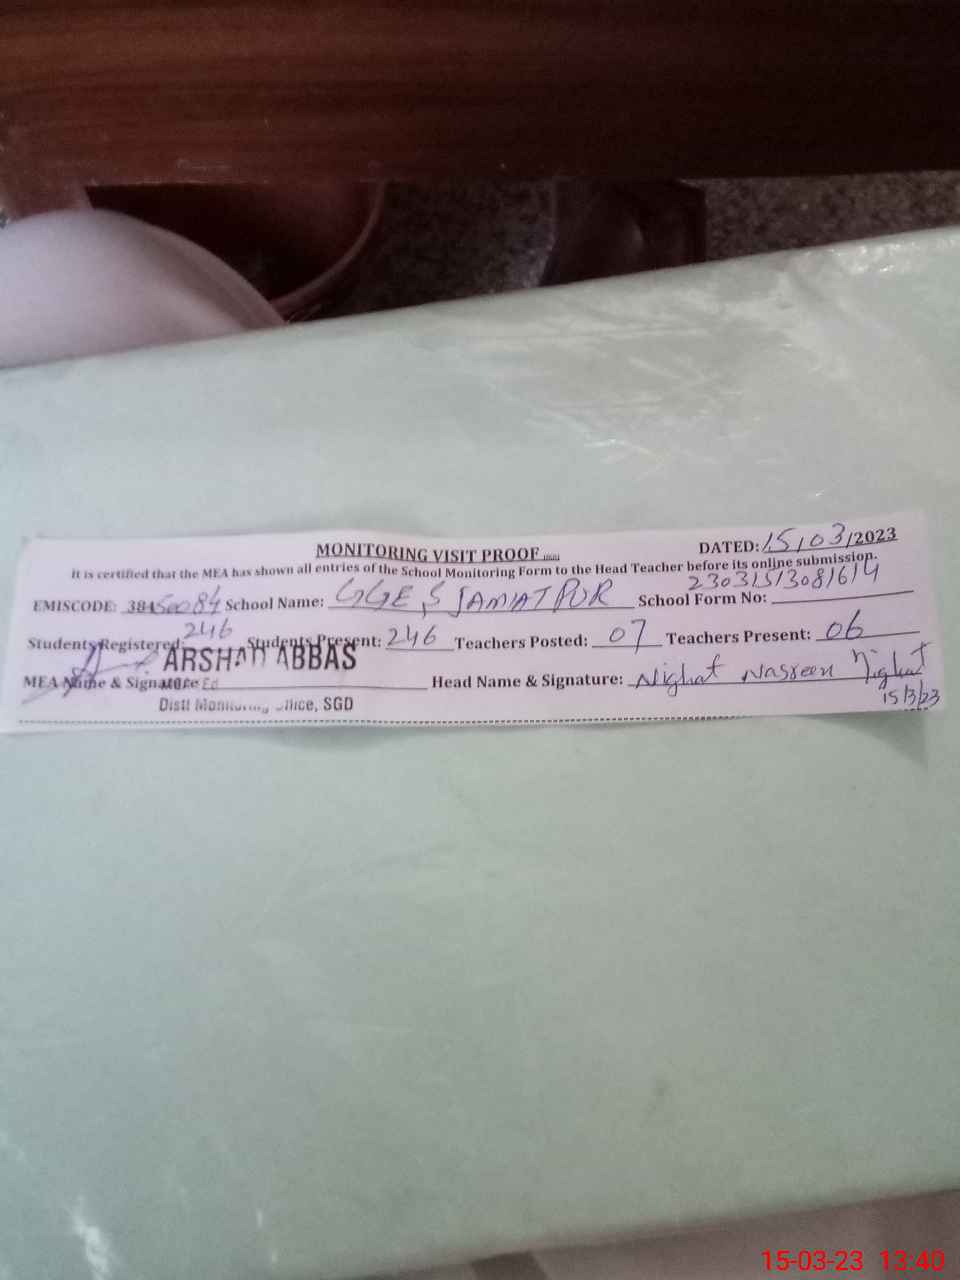 MONITORING VISIT PROOF
DATED: 15/03/2023
It is certified that the MEA has shown all entries of the School Monitoring Form to the Head Teacher before its online submission.
EMISCODE: 38450084 School Name: GGES JAMATPUR School Form No: 23031513081614
Students Registered: 246 Students Present: 246 Teachers Posted: 07 Teachers Present: 06
ARSHAD ABBAS
MEA Name & Signature Head Name & Signature: Nighat Nasreen Nighat
15/3/23
Distt Monitoring Office, SGD
15-03-23 13:40